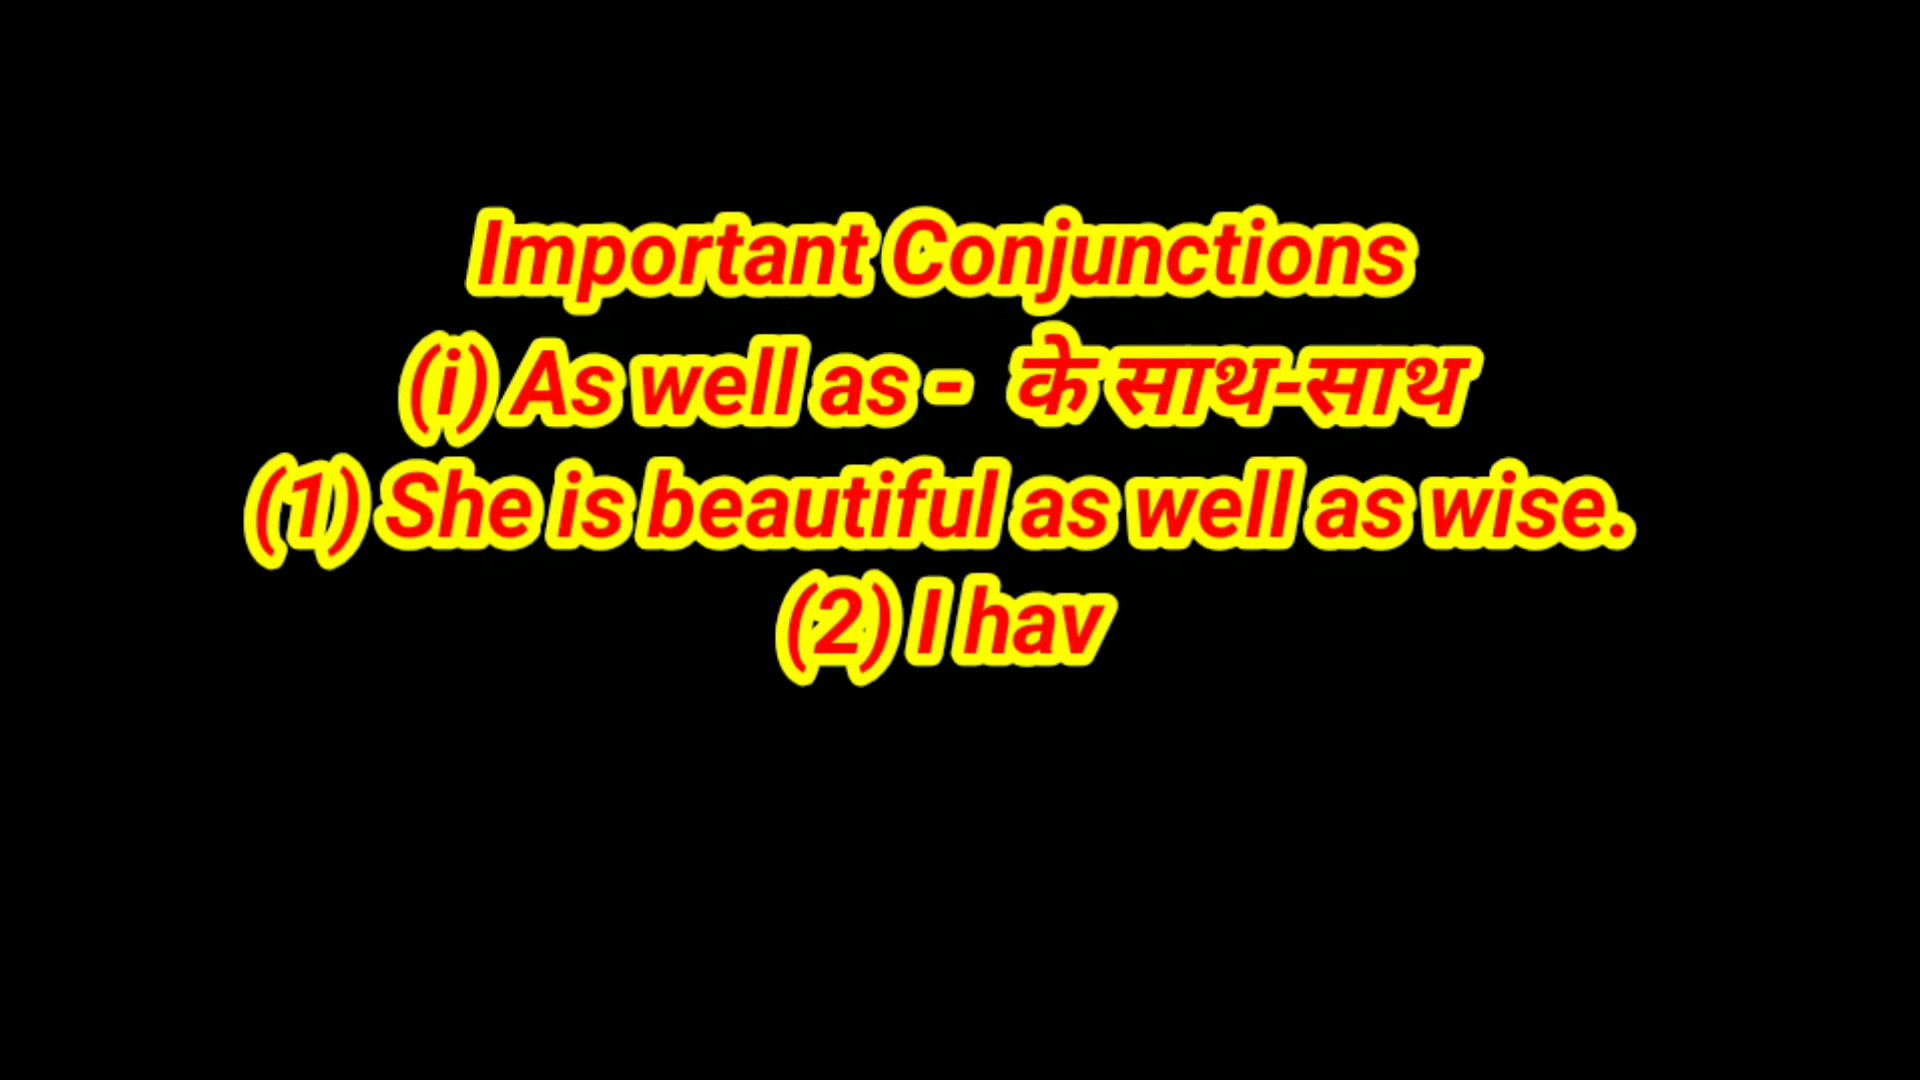 Important Conjunctions
(i) As well as - के साथ-साथ
(1) She is beautiful as well as wise.
(2) I hav